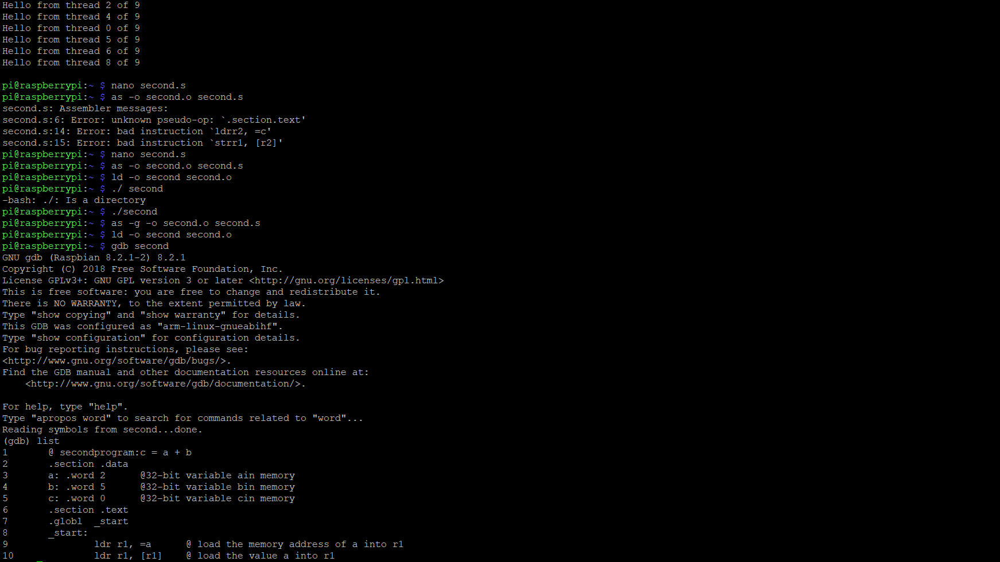 Hello from thread 2 of 9
Hello from thread 4 of 9
Hello from thread 0 of 9
Hello from thread 5 of 9
Hello from thread 6 of 9
Hello from thread 8 of 9
pi@raspberrypi:~ $ nano second.s
pi@raspberrypi:~ $ as -o second.o second.s
second.s: Assembler messages:
second.s:6: Error: unknown pseudo-op: `.section.text'
second.s:14: Error: bad instruction `ldrr2, =c'
second.s:15: Error: bad instruction `strr1, [r2]'
pi@raspberrypi:~ $ nano second.s
pi@raspberrypi:~ $ as -o second.o second.s
pi@raspberrypi:~ $ ld -o second second.o
pi@raspberrypi:~ $ ./ second
-bash: ./: Is a directory
pi@raspberrypi:~ $ ./second
pi@raspberrypi:~ $ as -g -o second.o second.s
pi@raspberrypi:~ $ ld -o second second.o
pi@raspberrypi:~ $ gdb second
GNU gdb (Raspbian 8.2.1-2) 8.2.1
Copyright (C) 2018 Free Software Foundation, Inc.
License GPLv3+: GNU GPL version 3 or later <http://gnu.org/licenses/gpl.html>
This is free software: you are free to change and redistribute it.
There is NO WARRANTY, to the extent permitted by law.
Type "show copying" and "show warranty" for details.
This GDB was configured as "arm-linux-gnueabihf".
Type "show configuration" for configuration details.
For bug reporting instructions, please see:
<http://www.gnu.org/software/gdb/bugs/>.
Find the GDB manual and other documentation resources online at:
    <http://www.gnu.org/software/gdb/documentation/>.
For help, type "help".
Type "apropos word" to search for commands related to "word"...
Reading symbols from second...done.
(gdb) list
1       @ secondprogram:c = a + b
2       .section .data
3       a: .word 2      @32-bit variable ain memory
4       b: .word 5      @32-bit variable bin memory
5       c: .word 0      @32-bit variable cin memory
6       .section .text
7       .globl  _start
8       _start:
9               ldr r1, =a      @ load the memory address of a into r1
10              ldr r1, [r1]    @ load the value a into r1